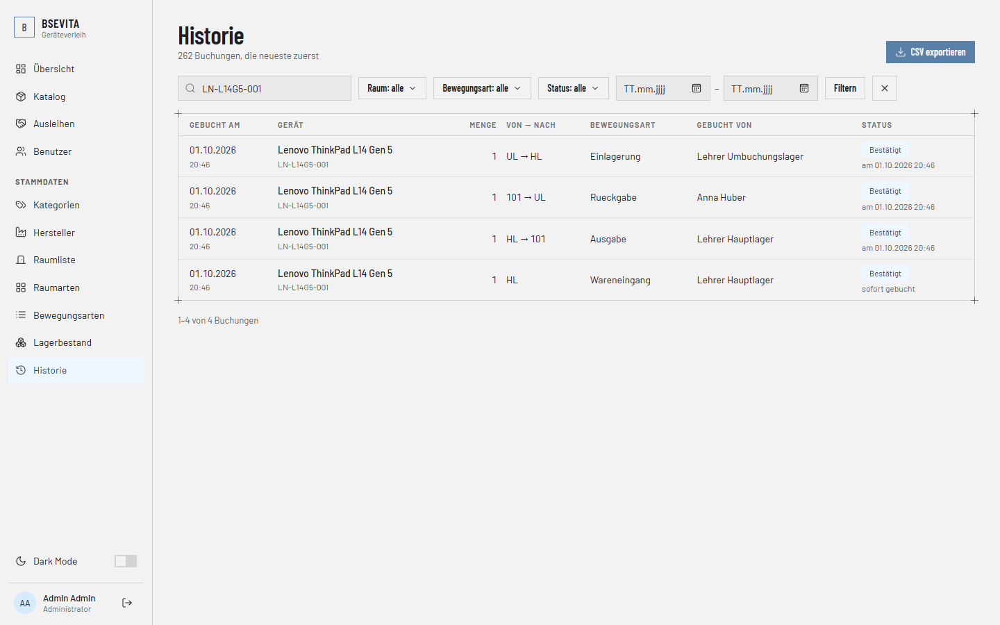 B
BSEVITA
Geräteverleih
Übersicht
Katalog
Ausleihen
Benutzer
STAMMDATEN
Kategorien
Hersteller
Raumliste
Raumarten
Bewegungsarten
Lagerbestand
Historie
Dark Mode
AA
Admin Admin
Administrator
Historie
262 Buchungen, die neueste zuerst
CSV exportieren
LN-L14G5-001 Raum: alle Bewegungsart: alle Status: alle TT.mm.jjjj – TT.mm.jjjj Filtern
GEBUCHT AM GERÄT MENGE VON → NACH BEWEGUNGSART GEBUCHT VON STATUS
01.10.2026 Lenovo ThinkPad L14 Gen 5 1 UL → HL Einlagerung Lehrer Umbuchungslager Bestätigt
20:46 LN-L14G5-001 am 01.10.2026 20:46
01.10.2026 Lenovo ThinkPad L14 Gen 5 1 101 → UL Rueckgabe Anna Huber Bestätigt
20:46 LN-L14G5-001 am 01.10.2026 20:46
01.10.2026 Lenovo ThinkPad L14 Gen 5 1 HL → 101 Ausgabe Lehrer Hauptlager Bestätigt
20:46 LN-L14G5-001 am 01.10.2026 20:46
01.10.2026 Lenovo ThinkPad L14 Gen 5 1 HL Wareneingang Lehrer Hauptlager Bestätigt
20:46 LN-L14G5-001 sofort gebucht
1–4 von 4 Buchungen